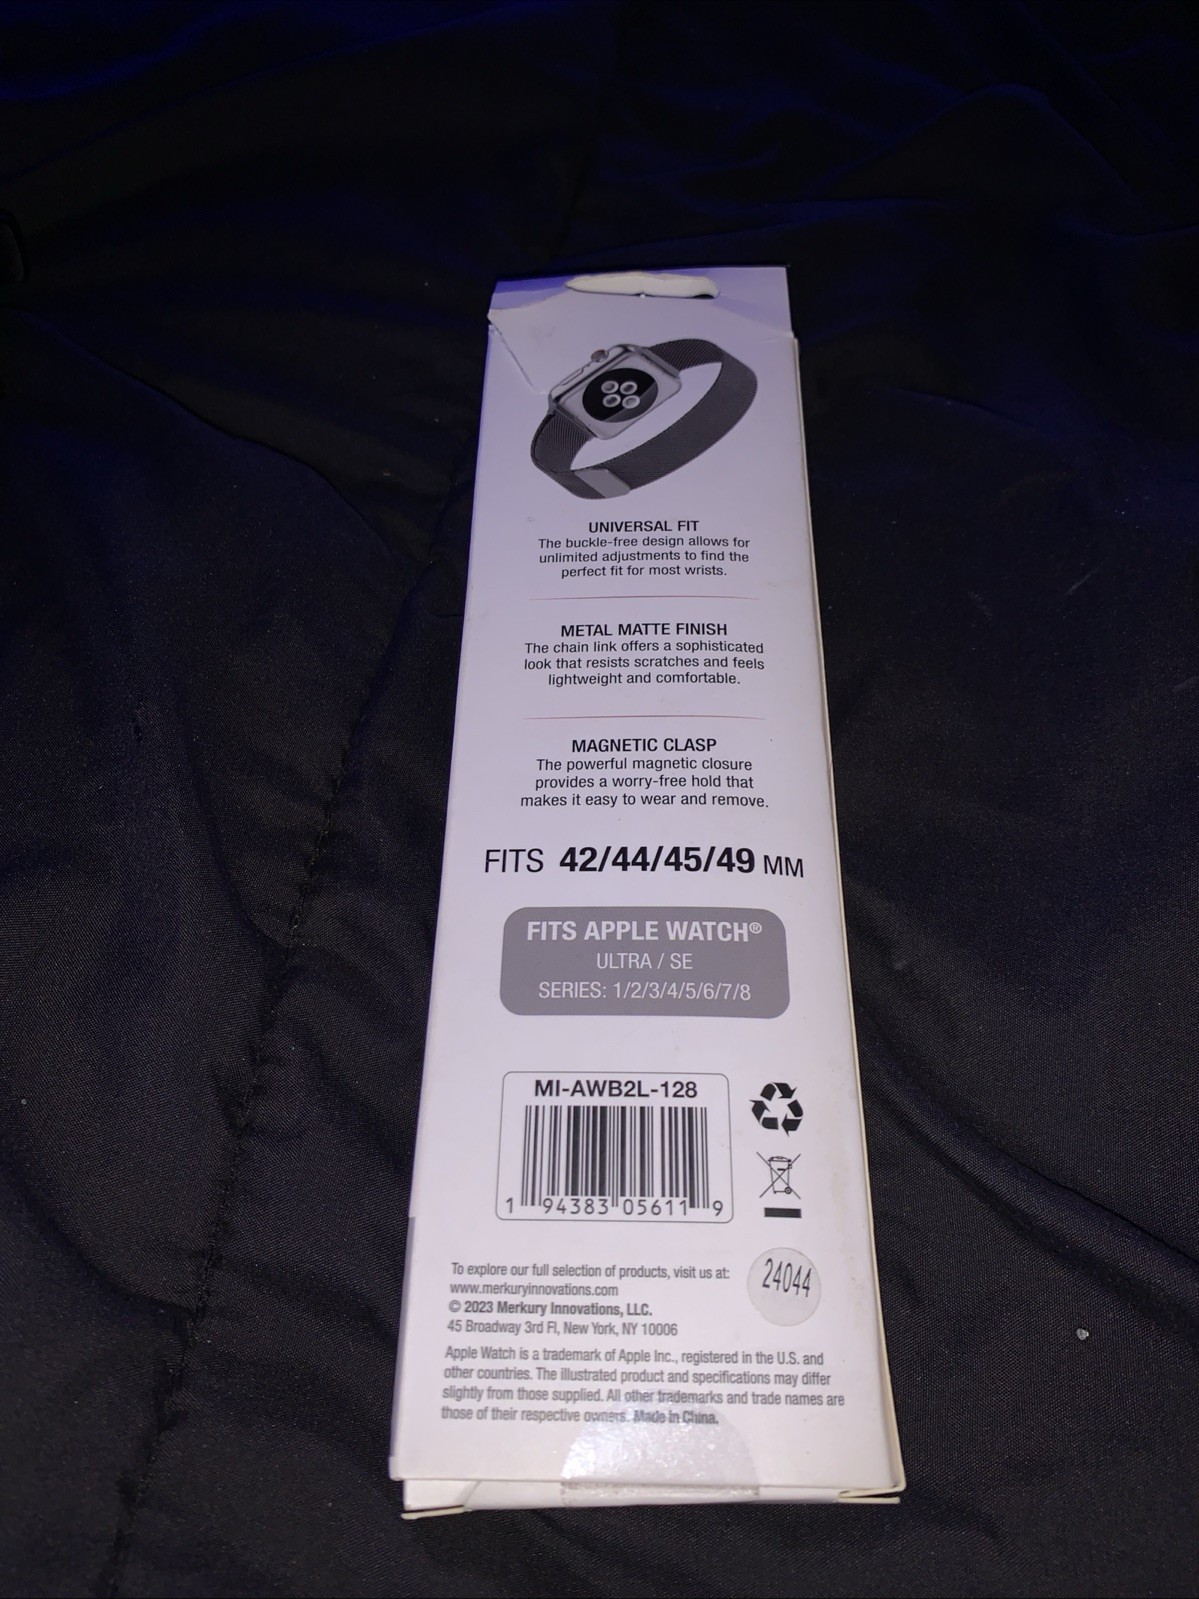 UNIVERSAL FIT
The buckle-free design allows for
unlimited adjustments to find the
perfect fit for most wrists.
METAL MATTE FINISH
The chain link offers a sophisticated
look that resists scratches and feels
lightweight and comfortable.
MAGNETIC CLASP
The powerful magnetic closure
provides a worry-free hold that
makes it easy to wear and remove.
FITS 42/44/45/49 MM
FITS APPLE WATCH®
ULTRA / SE
SERIES: 1/2/3/4/5/6/7/8
MI-AWB2L-128
1 94383 05611 9
To explore our full selection of products, visit us at:
www.merkuryinnovations.com
© 2023 Merkury Innovations, LLC.
45 Broadway 3rd Fl, New York, NY 10006
24044
Apple Watch is a trademark of Apple Inc., registered in the U.S. and
other countries. The illustrated product and specifications may differ
slightly from those supplied. All other trademarks and trade names are
those of their respective owners. Made in China.